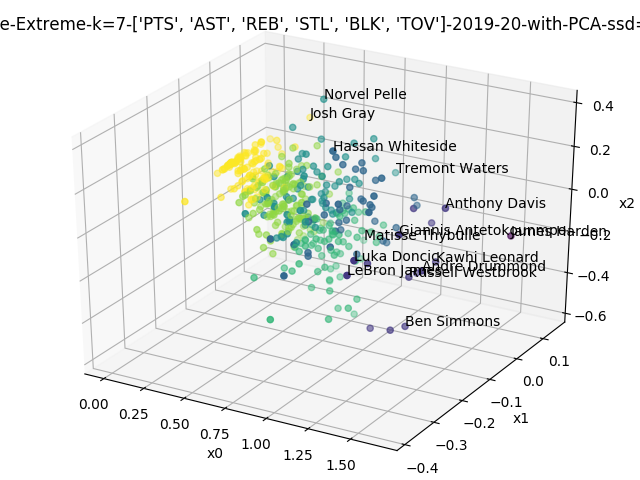 e-Extreme-k=7-['PTS', 'AST', 'REB', 'STL', 'BLK', 'TOV']-2019-20-with-PCA-ssd=
Norvel Pelle
Josh Gray
Hassan Whiteside
Tremont Waters
Anthony Davis
Giannis Antetokounmpo
James Harden
Matisse Thybulle
Luka Doncic
Kawhi Leonard
Andre Drummond
LeBron James
Russell Westbrook
Ben Simmons
0.4
0.2
0.0
x2
−0.2
−0.4
−0.6
0.1
0.0
−0.1
−0.2
−0.3
−0.4
x1
0.00
0.25
0.50
0.75
1.00
1.25
1.50
x0